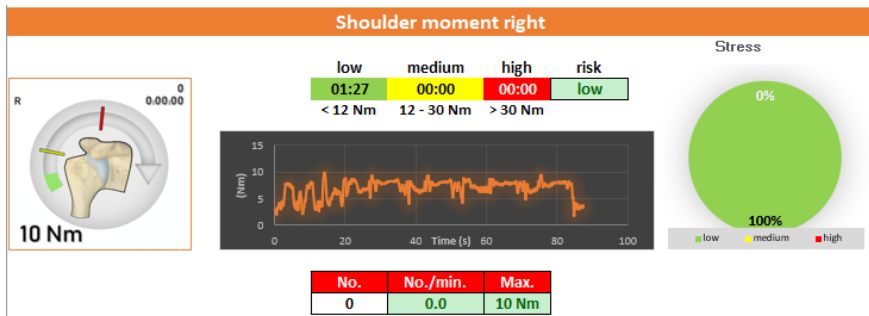 Shoulder moment right
low medium high risk
01:27 00:00 00:00 low
< 12 Nm 12 - 30 Nm > 30 Nm
Stress
0%
100%
low medium high
0
R 0:00:00
10 Nm
15
10
5
0
(Nm)
0 20 40 Time (s) 60 80 100
No. No./min. Max.
0 0.0 10 Nm